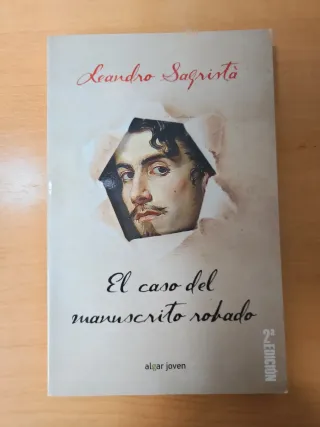 Leandro Sagristà
El caso del
manuscrito robado
algar joven
2ª EDICIÓN